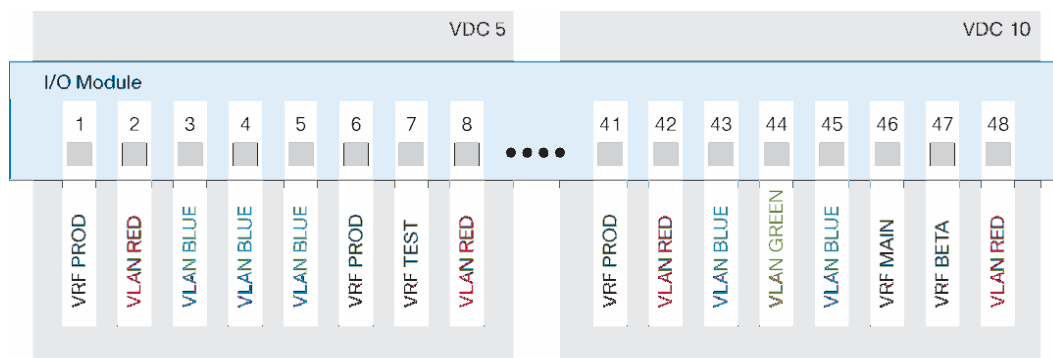 VDC 5 VDC 10
I/O Module
1 2 3 4 5 6 7 8 41 42 43 44 45 46 47 48
VRF PROD
VLAN RED
VLAN BLUE
VLAN BLUE
VLAN BLUE
VRF PROD
VRF TEST
VLAN RED
VRF PROD
VLAN RED
VLAN BLUE
VLAN GREEN
VLAN BLUE
VRF MAIN
VRF BETA
VLAN RED